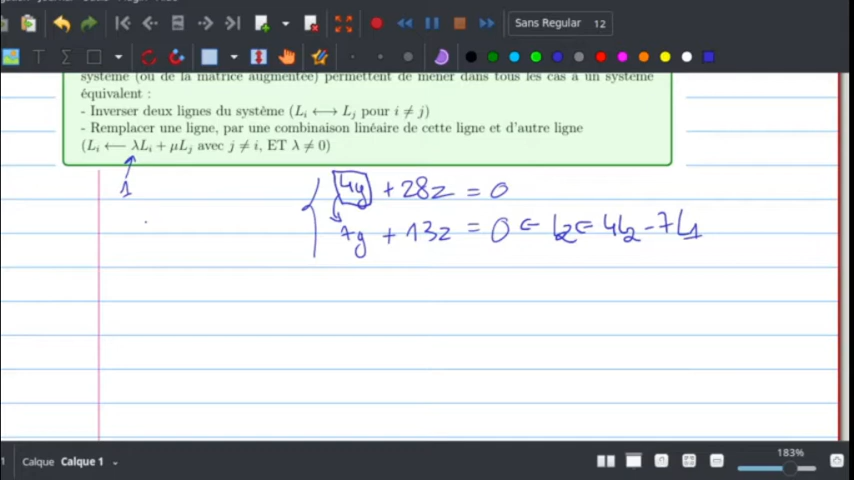 Sans Regular 12
système (ou de la matrice augmentée) permettent de mener dans tous les cas à un système
équivalent :
- Inverser deux lignes du système (Li ⟷ Lj pour i ≠ j)
- Remplacer une ligne, par une combinaison linéaire de cette ligne et d'autre ligne
(Li ⟵ λLi + μLj avec j ≠ i, ET λ ≠ 0)
1
4y + 28z = 0
7y + 13z = 0 ← L2 ← 4L2 - 7L1
1 Calque Calque 1 183%